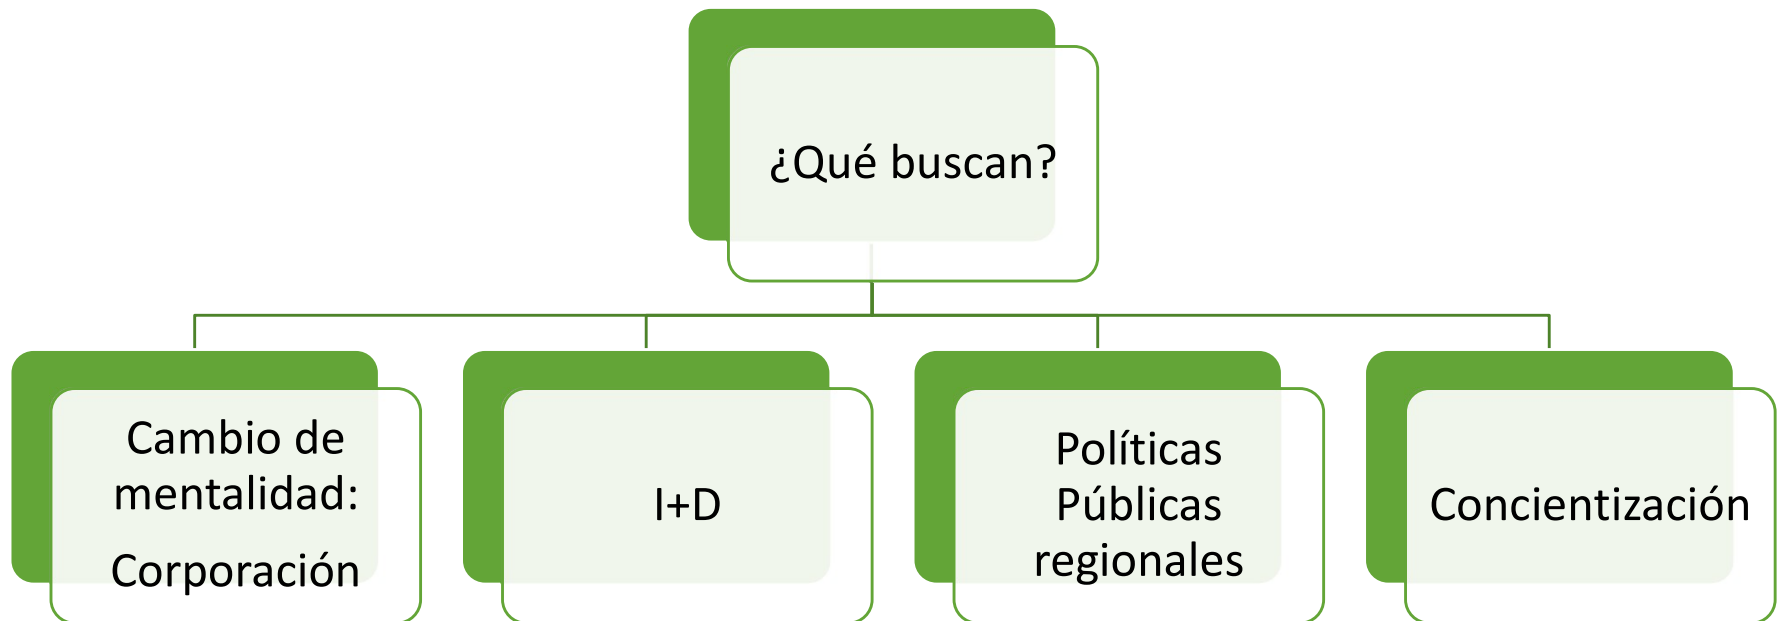 ¿Qué buscan?
Cambio de
mentalidad:
Corporación
I+D
Políticas
Públicas
regionales
Concientización